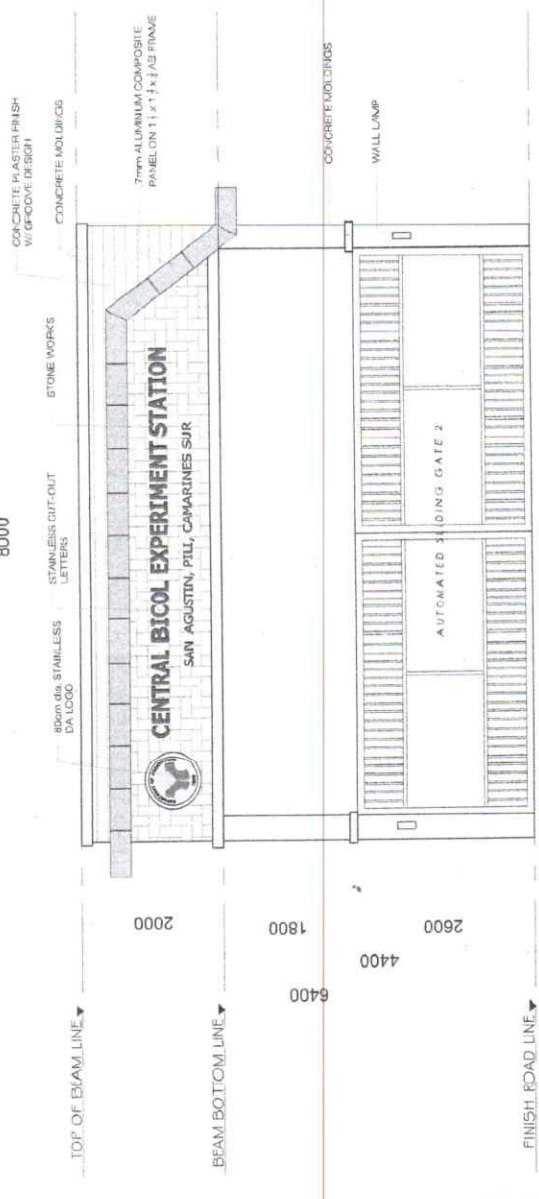 8000
80cm dia. STAINLESS
DA LOGO
STAINLESS CUT-OUT
LETTERS
STONE WORKS
CONCRETE PLASTER FINISH
W/ GROOVE DESIGN
CONCRETE MOLDINGS
7mm ALUMINUM COMPOSITE
TOP OF BEAM LINE
2000
CENTRAL BICOL EXPERIMENT STATION
SAN AGUSTIN, PILI, CAMARINES SUR
BEAM BOTTOM LINE
1800
6400
4400
2600
CONCRETE MOLDINGS
WALL LAMP
AUTOMATED SLIDING GATE 2
FINISH ROAD LINE